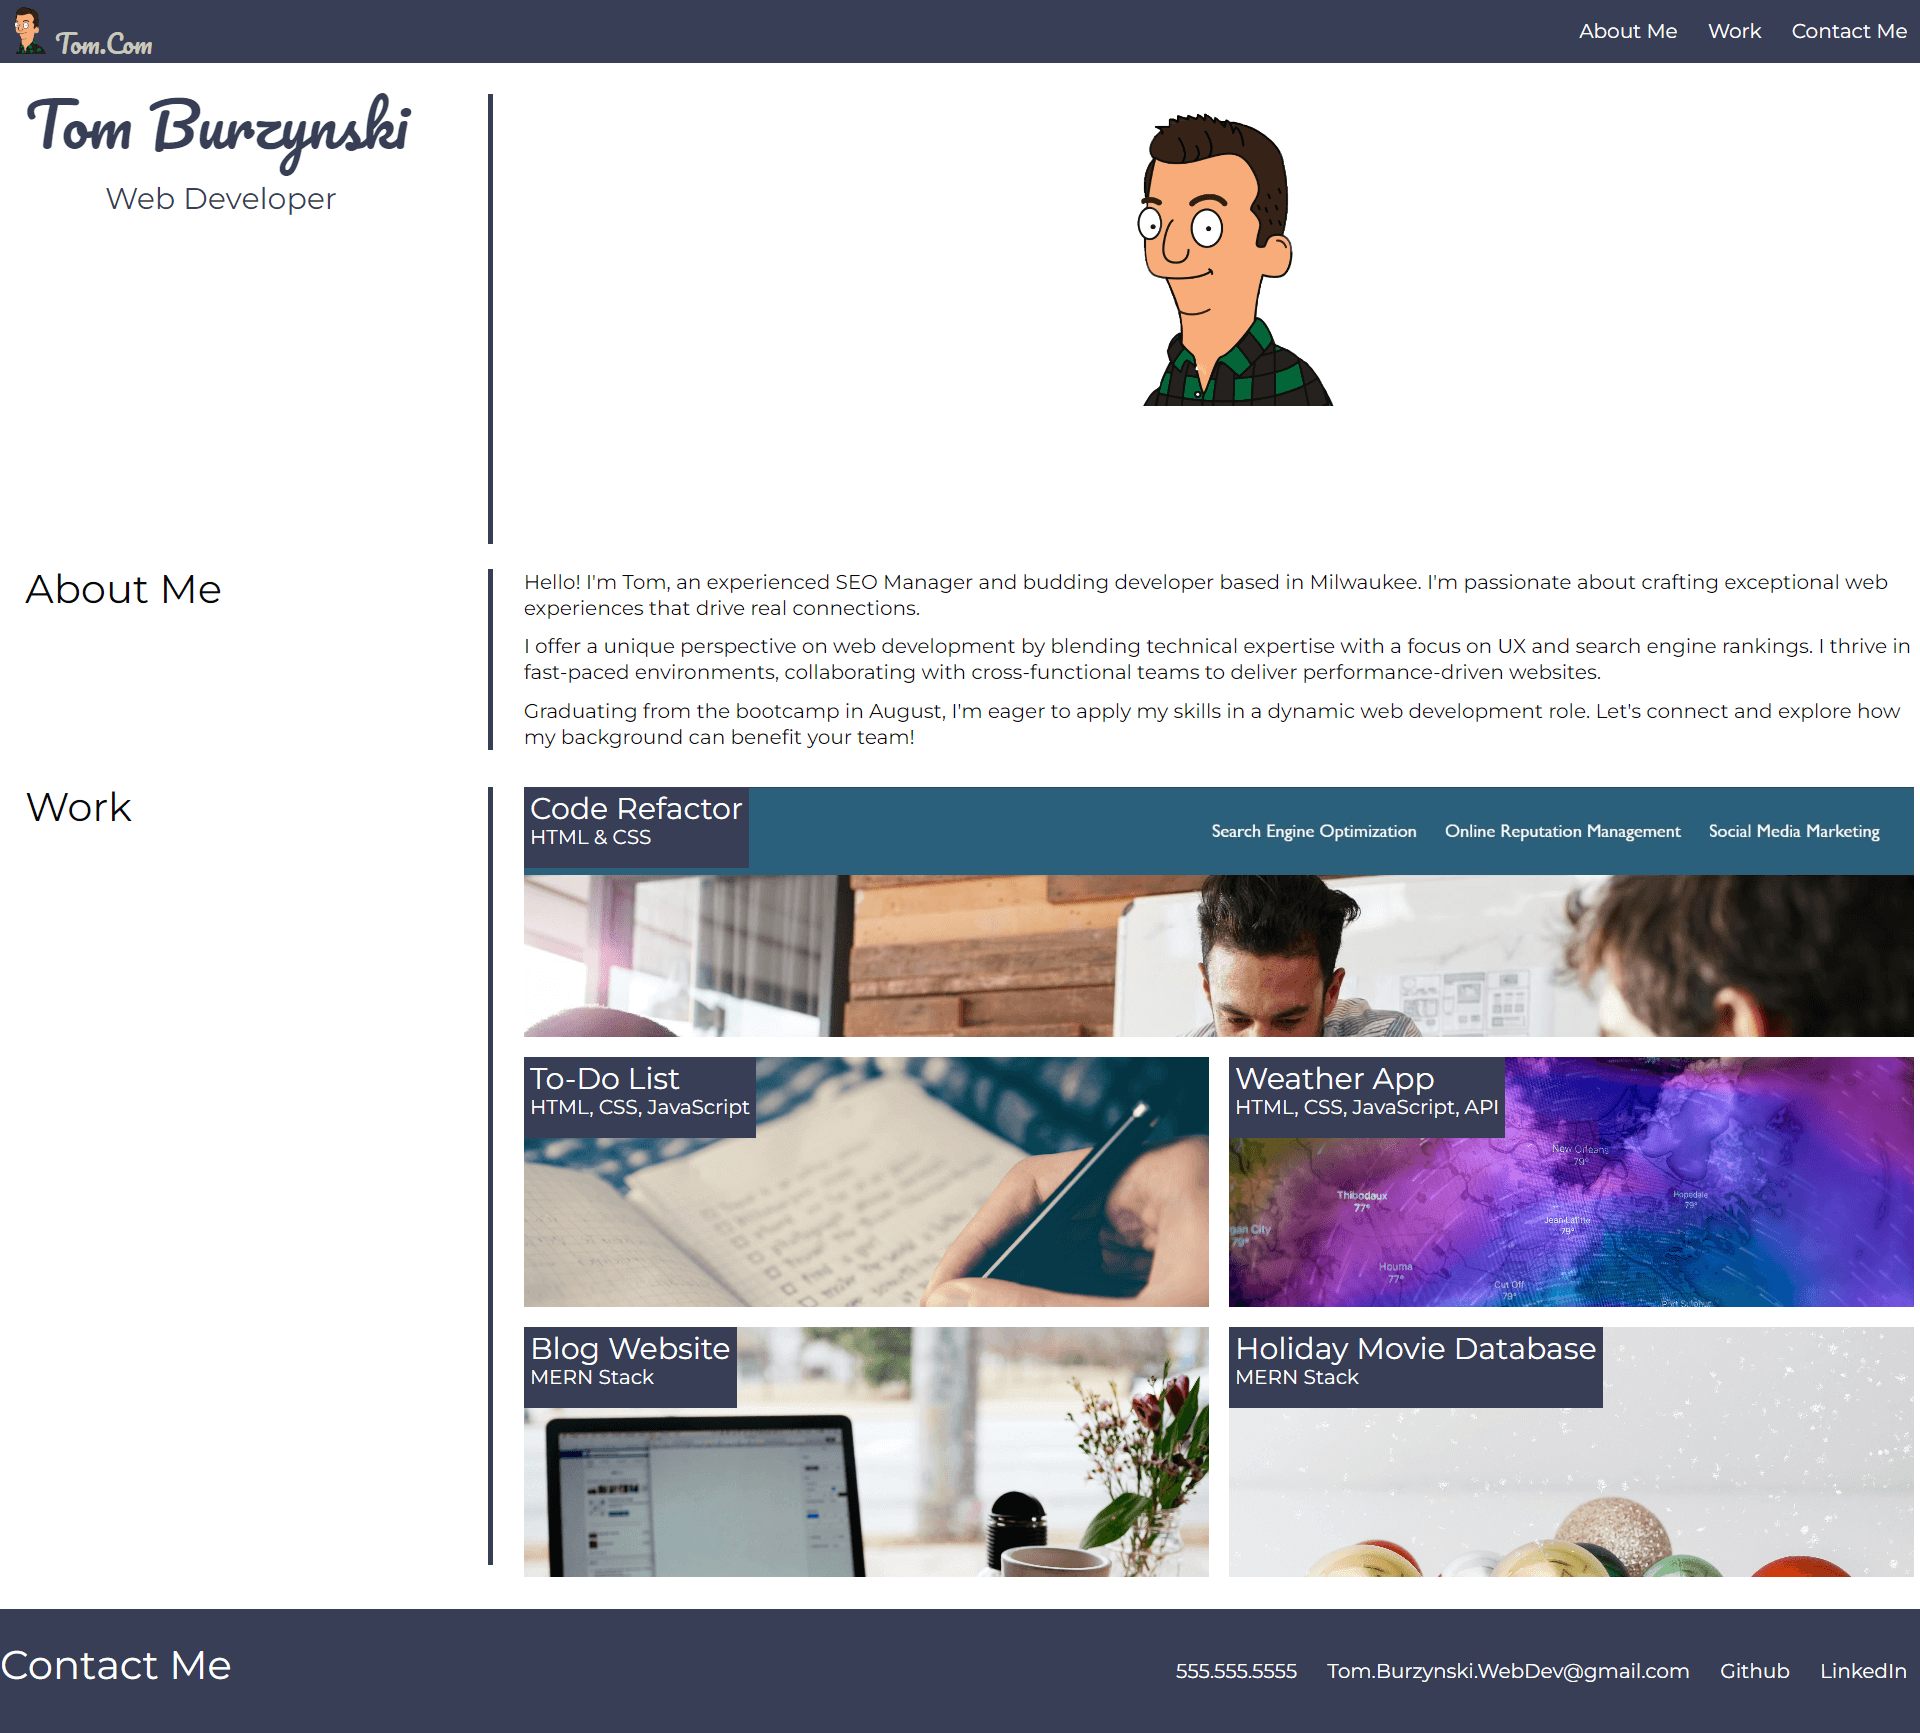 Tom.Com
About Me
Work
Contact Me
Tom Burzynski
Web Developer
About Me
Hello! I'm Tom, an experienced SEO Manager and budding developer based in Milwaukee. I'm passionate about crafting exceptional web
experiences that drive real connections.
I offer a unique perspective on web development by blending technical expertise with a focus on UX and search engine rankings. I thrive in
fast-paced environments, collaborating with cross-functional teams to deliver performance-driven websites.
Graduating from the bootcamp in August, I'm eager to apply my skills in a dynamic web development role. Let's connect and explore how
my background can benefit your team!
Work
Code Refactor
HTML & CSS
Search Engine Optimization
Online Reputation Management
Social Media Marketing
To-Do List
HTML, CSS, JavaScript
Weather App
HTML, CSS, JavaScript, API
New Orleans
79°
Thibodaux
77°
Hopedale
79°
Jean Lafitte
79°
gan City
79°
Houma
77°
Cut Off
79°
Port Sulphur
Blog Website
MERN Stack
Holiday Movie Database
MERN Stack
Contact Me
555.555.5555
Tom.Burzynski.WebDev@gmail.com
Github
LinkedIn